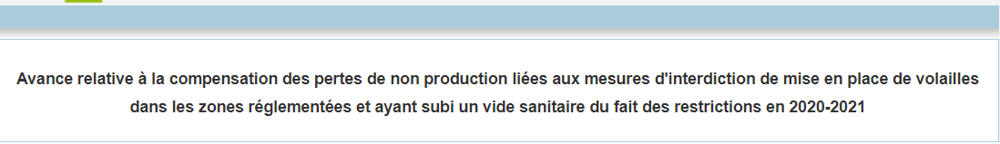 Avance relative à la compensation des pertes de non production liées aux mesures d'interdiction de mise en place de volailles
dans les zones réglementées et ayant subi un vide sanitaire du fait des restrictions en 2020-2021